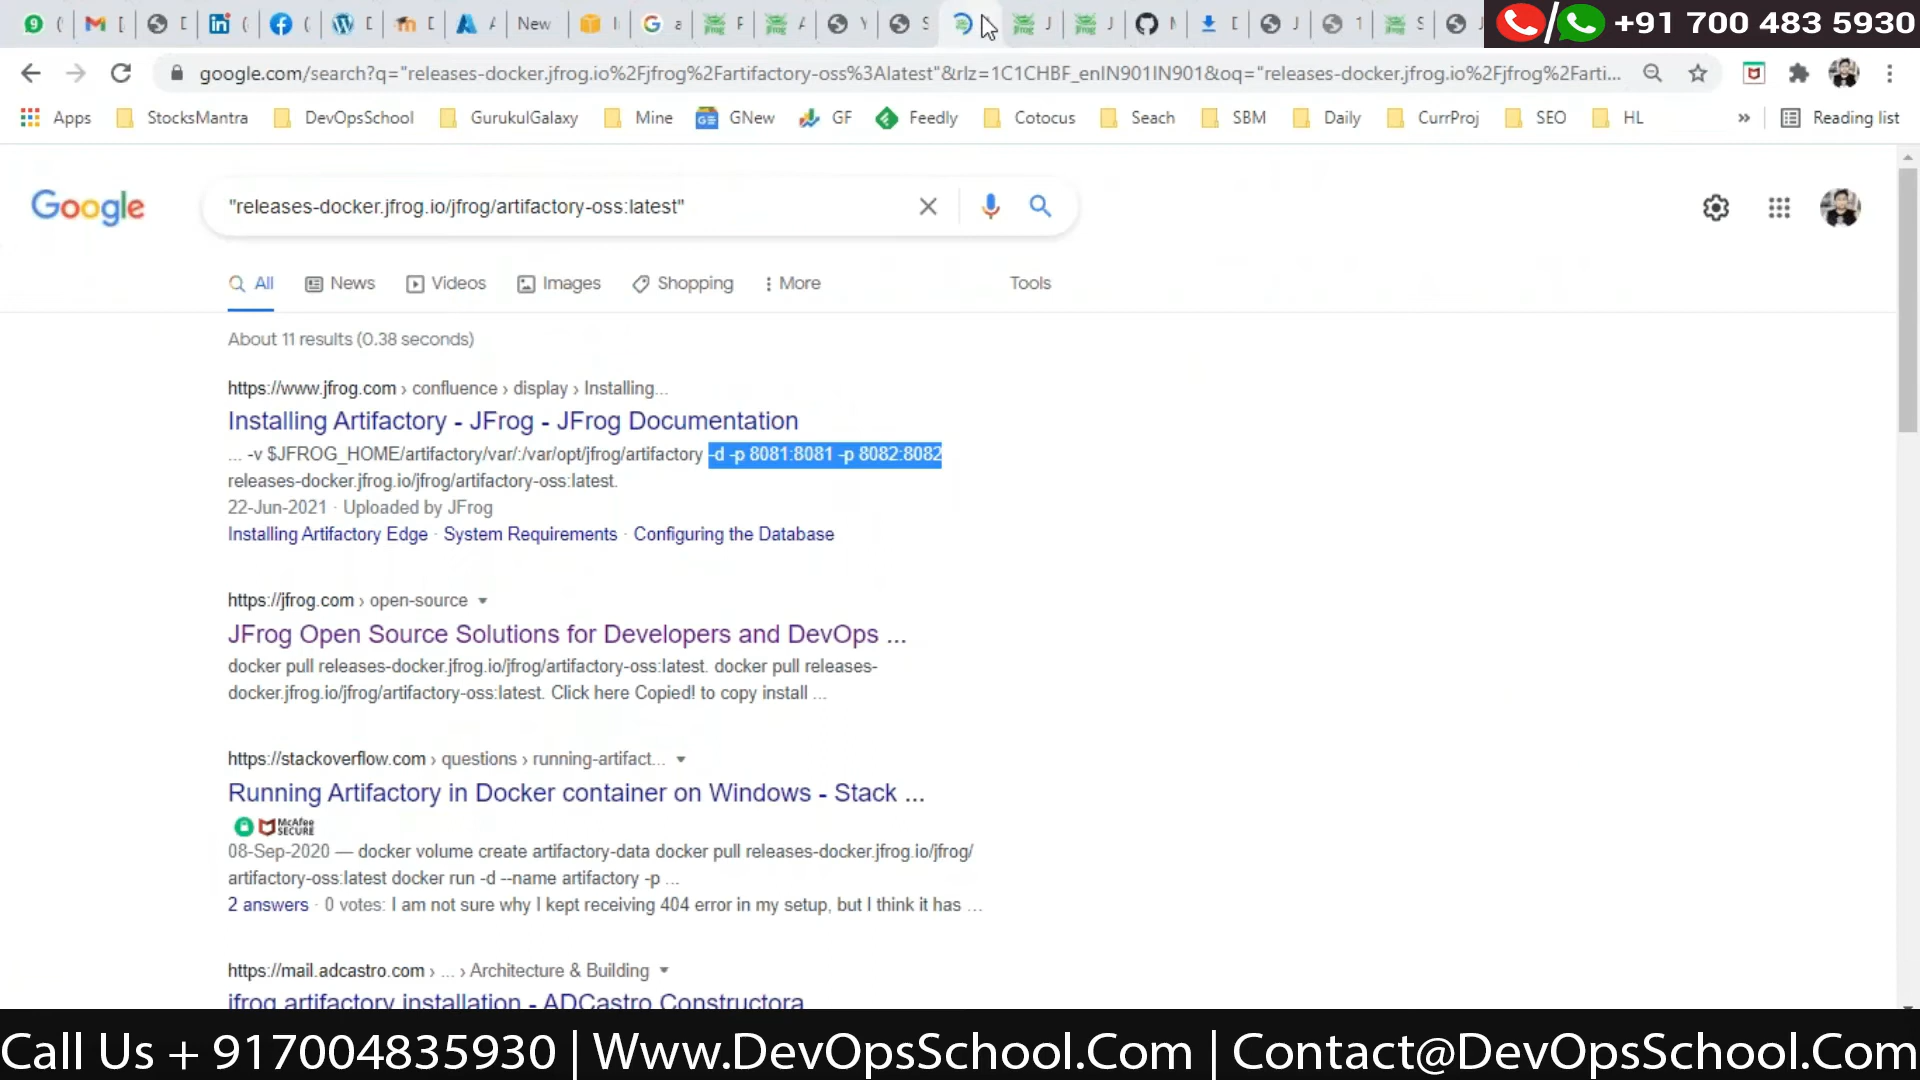 New
+91 700 483 5930
google.com/search?q="releases-docker.jfrog.io%2Fjfrog%2Fartifactory-oss%3Alatest"&rlz=1C1CHBF_enIN901IN901&oq="releases-docker.jfrog.io%2Fjfrog%2Farti...
Apps StocksMantra DevOpsSchool GurukulGalaxy Mine GNew GF Feedly Cotocus Seach SBM Daily CurrProj SEO HL » Reading list
Google
"releases-docker.jfrog.io/jfrog/artifactory-oss:latest"
All News Videos Images Shopping More Tools
About 11 results (0.38 seconds)
https://www.jfrog.com › confluence › display › Installing...
Installing Artifactory - JFrog - JFrog Documentation
... -v $JFROG_HOME/artifactory/var/:/var/opt/jfrog/artifactory -d -p 8081:8081 -p 8082:8082
releases-docker.jfrog.io/jfrog/artifactory-oss:latest.
22-Jun-2021 · Uploaded by JFrog
Installing Artifactory Edge · System Requirements · Configuring the Database
https://jfrog.com › open-source
JFrog Open Source Solutions for Developers and DevOps ...
docker pull releases-docker.jfrog.io/jfrog/artifactory-oss:latest. docker pull releases-
docker.jfrog.io/jfrog/artifactory-oss:latest. Click here Copied! to copy install ...
https://stackoverflow.com › questions › running-artifact...
Running Artifactory in Docker container on Windows - Stack ...
McAfee
SECURE
08-Sep-2020 — docker volume create artifactory-data docker pull releases-docker.jfrog.io/jfrog/
artifactory-oss:latest docker run -d --name artifactory -p ...
2 answers · 0 votes: I am not sure why I kept receiving 404 error in my setup, but I think it has ...
https://mail.adcastro.com › ... › Architecture & Building
jfrog artifactory installation - ADCastro Constructora
Call Us + 917004835930 | Www.DevOpsSchool.Com | Contact@DevOpsSchool.Com